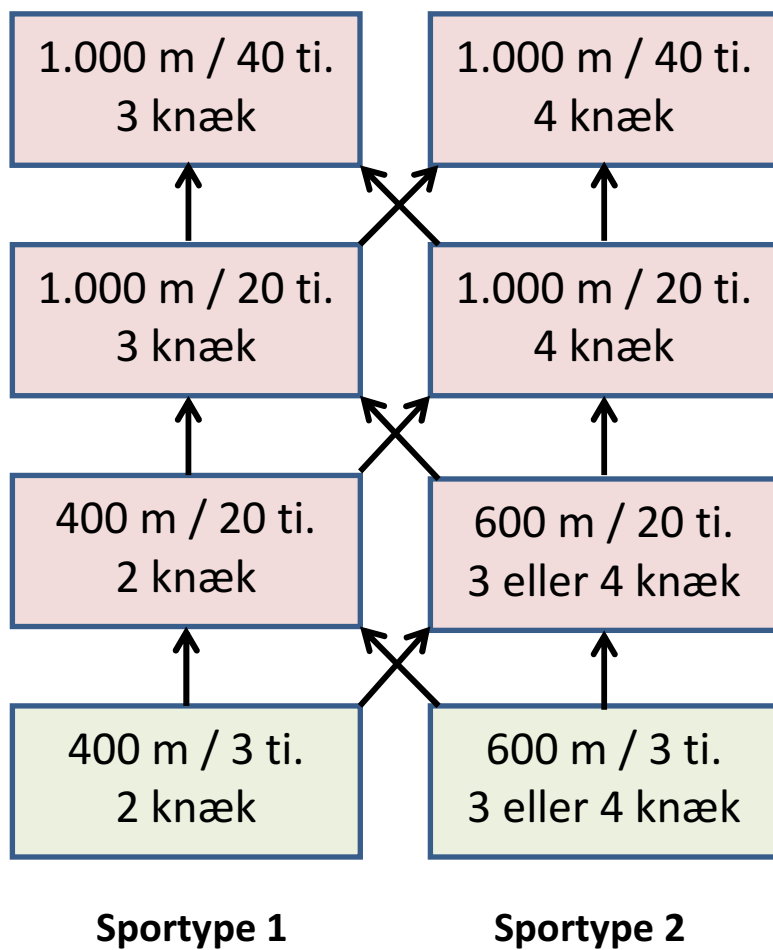 1.000 m / 40 ti.
3 knæk
1.000 m / 40 ti.
4 knæk
1.000 m / 20 ti.
3 knæk
1.000 m / 20 ti.
4 knæk
400 m / 20 ti.
2 knæk
600 m / 20 ti.
3 eller 4 knæk
400 m / 3 ti.
2 knæk
600 m / 3 ti.
3 eller 4 knæk
Sportype 1
Sportype 2